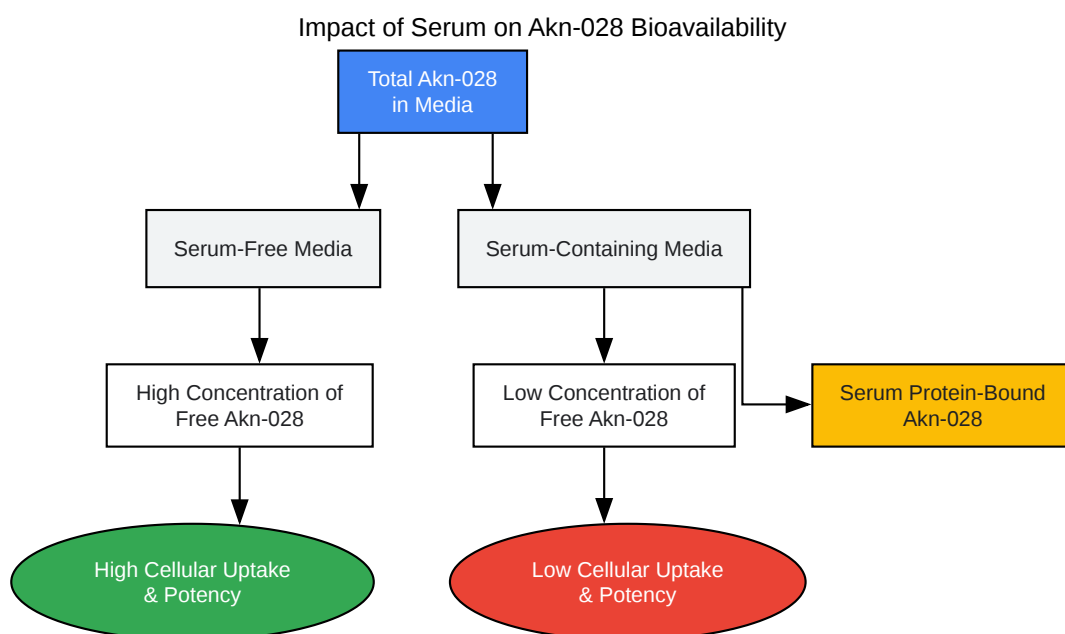 Impact of Serum on Akn-028 Bioavailability
Total Akn-028
in Media
Serum-Free Media
Serum-Containing Media
High Concentration of
Free Akn-028
Low Concentration of
Free Akn-028
Serum Protein-Bound
Akn-028
High Cellular Uptake
& Potency
Low Cellular Uptake
& Potency